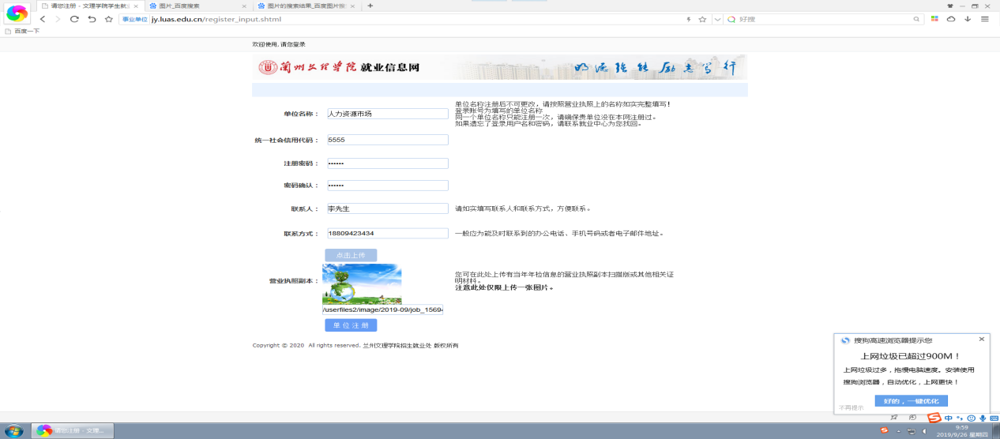 请您注册 - 文理学院学生就业
图片_百度搜索
图片的搜索结果_百度图片搜
事业单位 jy.luas.edu.cn/register_input.shtml
好搜
百度一下
欢迎使用, 请您登录
兰州文理学院 就业信息网
明德强能 励志笃行
单位名称： 人力资源市场
单位名称注册后不可更改，请按照营业执照上的名称如实完整填写！
登录账号为填写的单位名称
同一个单位名称只能注册一次，请确保贵单位没在本网注册过。
如果遗忘了登录用户名和密码，请联系就业中心为您找回。
统一社会信用代码： 5555
注册密码： ••••••
密码确认： ••••••
联系人： 李先生
请如实填写联系人和联系方式，方便联系。
联系方式： 18809423434
一般应为能及时联系到的办公电话、手机号码或者电子邮件地址。
点击上传
营业执照副本：
您可在此处上传有当年年检信息的营业执照副本扫描版或其他相关证
明材料。
注意此处仅限上传一张图片。
/userfiles2/image/2019-09/job_1569
单 位 注 册
Copyright © 2020 All rights reserved. 兰州文理学院招生就业处 版权所有
搜狗高速浏览器提示您
上网垃圾已超过900M！
上网垃圾过多，拖慢电脑速度。安装使用
搜狗浏览器，自动优化，上网更快！
好的，一键优化
不再提示
中
请您注册 - 文理...
9:59
2019/9/26 星期四